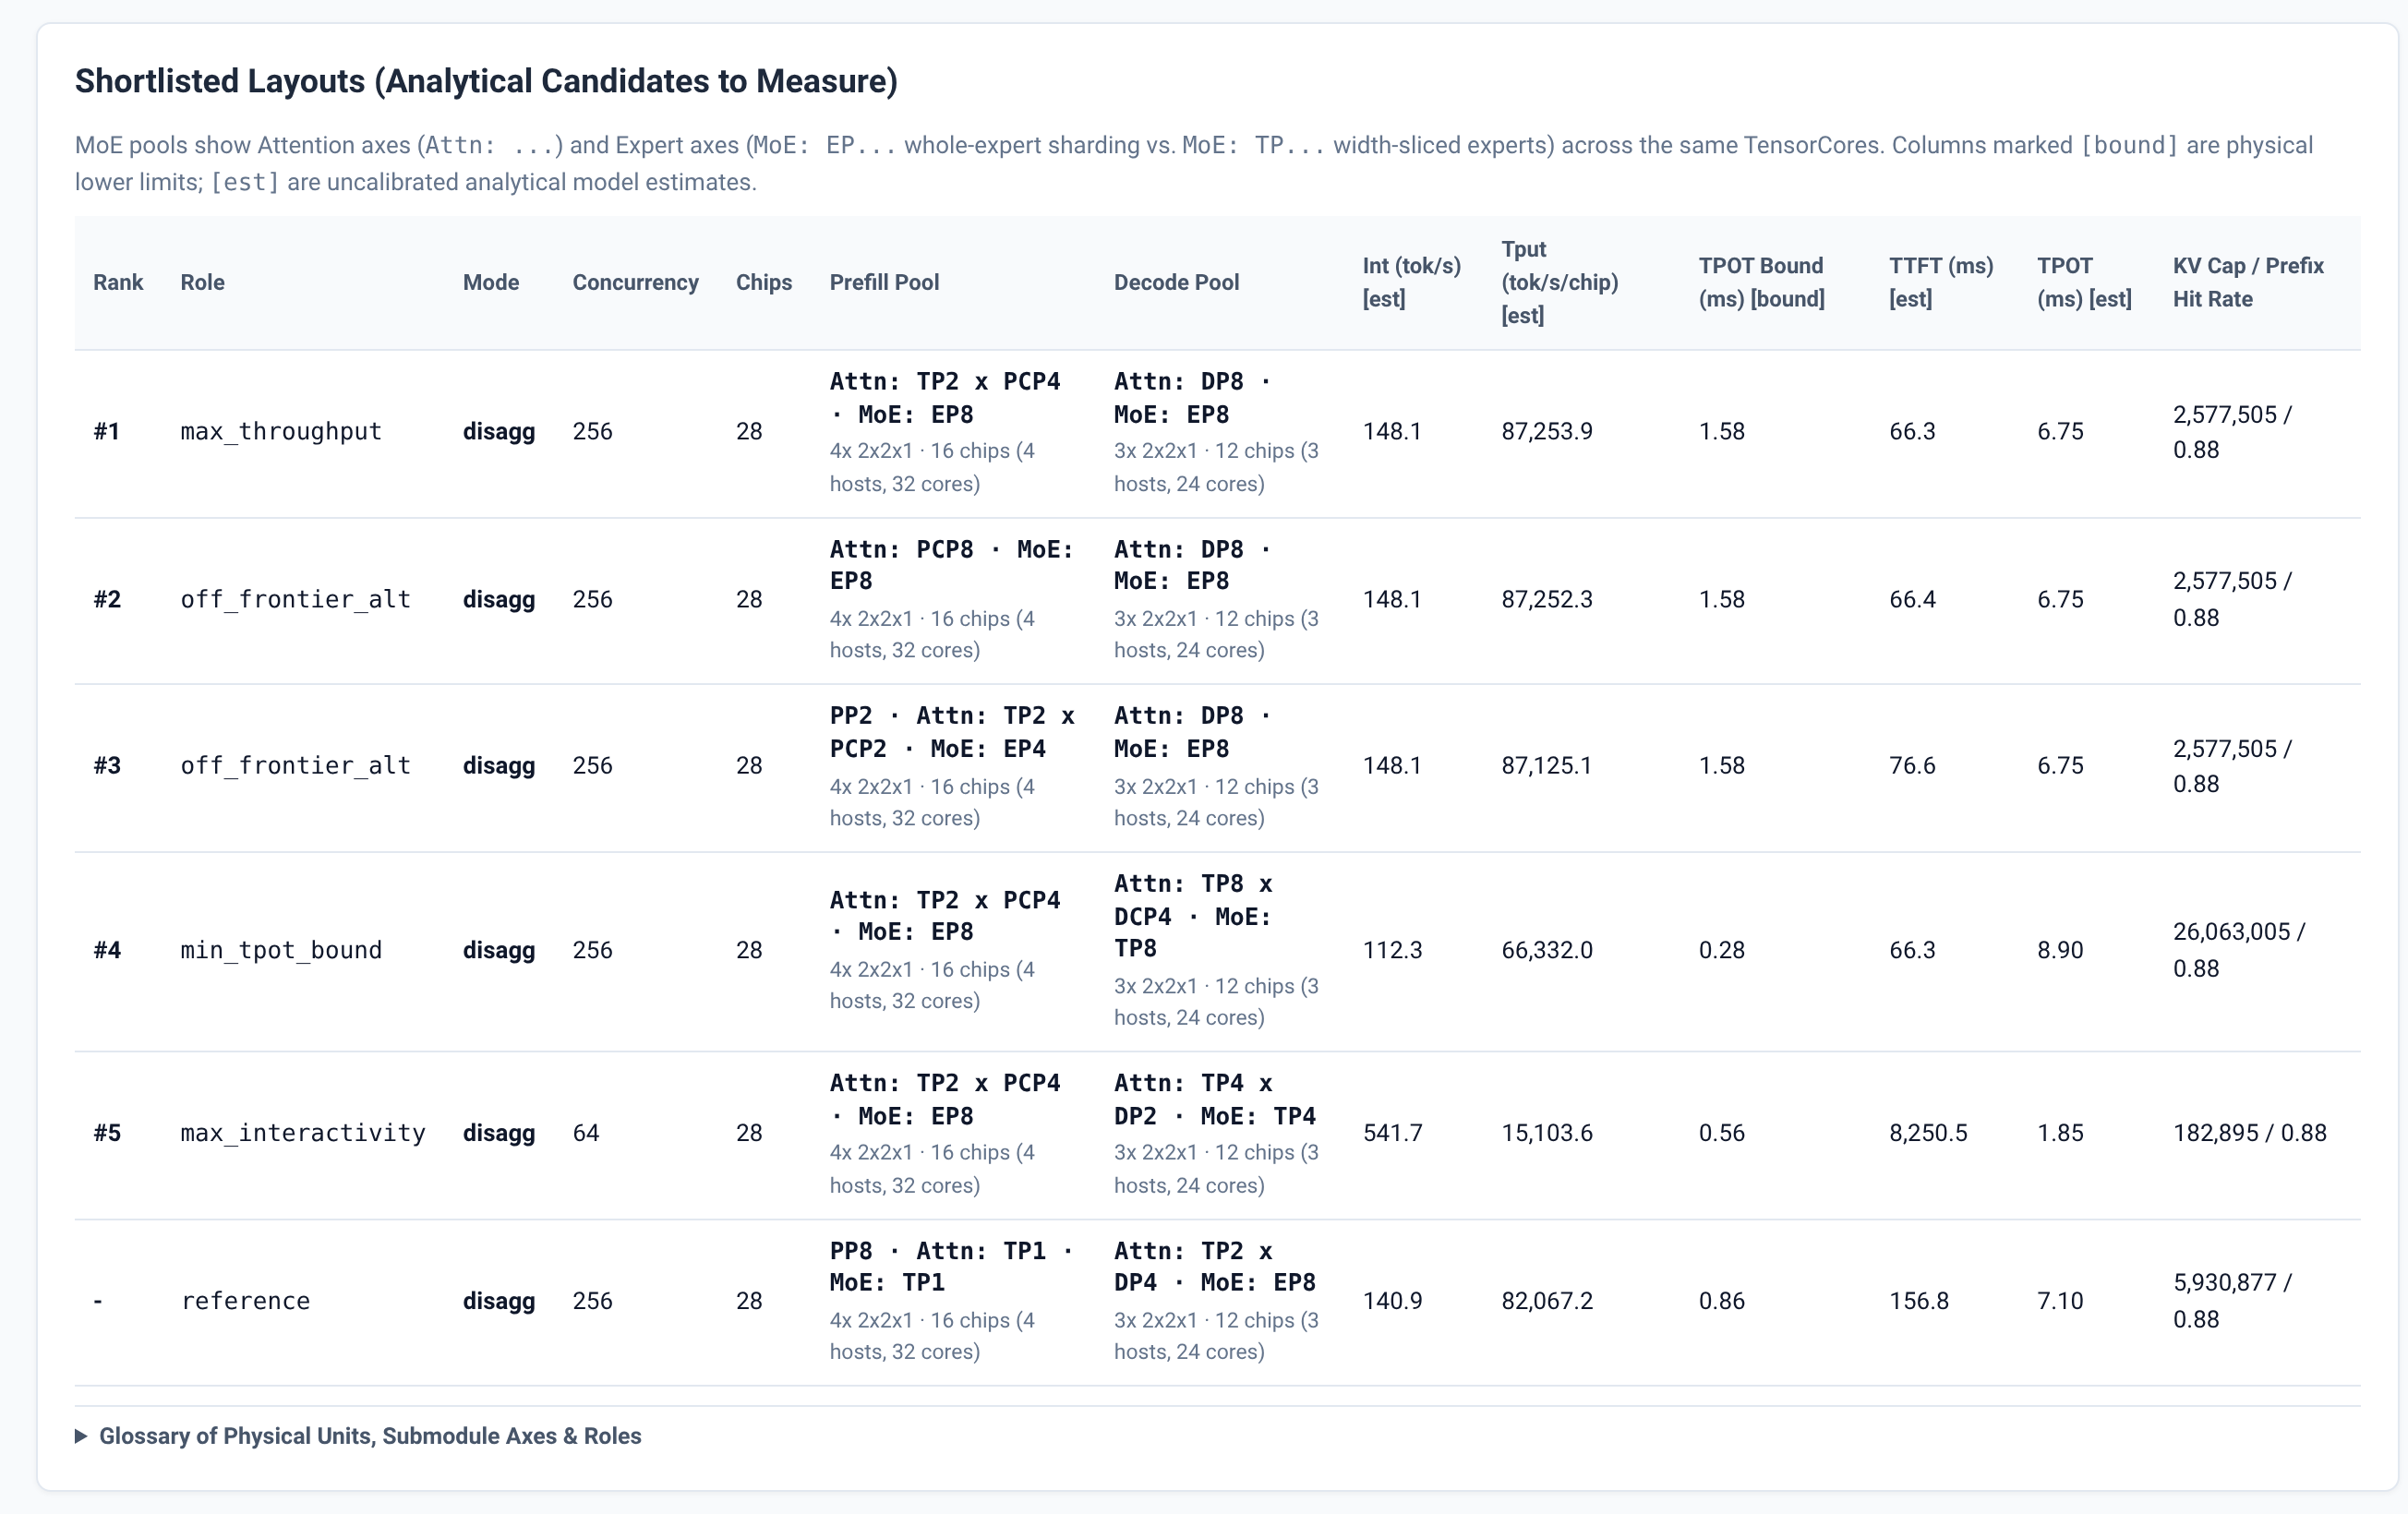 Shortlisted Layouts (Analytical Candidates to Measure)
MoE pools show Attention axes (Attn: ...) and Expert axes (MoE: EP... whole-expert sharding vs. MoE: TP... width-sliced experts) across the same TensorCores. Columns marked [bound] are physical
lower limits; [est] are uncalibrated analytical model estimates.
Rank
Role
Mode
Concurrency
Chips
Prefill Pool
Decode Pool
Int (tok/s)
[est]
Tput
(tok/s/chip)
[est]
TPOT Bound
(ms) [bound]
TTFT (ms)
[est]
TPOT
(ms) [est]
KV Cap / Prefix
Hit Rate
#1
max_throughput
disagg
256
28
Attn: TP2 x PCP4
· MoE: EP8
4x 2x2x1 · 16 chips (4
hosts, 32 cores)
Attn: DP8 ·
MoE: EP8
3x 2x2x1 · 12 chips (3
hosts, 24 cores)
148.1
87,253.9
1.58
66.3
6.75
2,577,505 /
0.88
#2
off_frontier_alt
disagg
256
28
Attn: PCP8 · MoE:
EP8
4x 2x2x1 · 16 chips (4
hosts, 32 cores)
Attn: DP8 ·
MoE: EP8
3x 2x2x1 · 12 chips (3
hosts, 24 cores)
148.1
87,252.3
1.58
66.4
6.75
2,577,505 /
0.88
#3
off_frontier_alt
disagg
256
28
PP2 · Attn: TP2 x
PCP2 · MoE: EP4
4x 2x2x1 · 16 chips (4
hosts, 32 cores)
Attn: DP8 ·
MoE: EP8
3x 2x2x1 · 12 chips (3
hosts, 24 cores)
148.1
87,125.1
1.58
76.6
6.75
2,577,505 /
0.88
#4
min_tpot_bound
disagg
256
28
Attn: TP2 x PCP4
· MoE: EP8
4x 2x2x1 · 16 chips (4
hosts, 32 cores)
Attn: TP8 x
DCP4 · MoE:
TP8
3x 2x2x1 · 12 chips (3
hosts, 24 cores)
112.3
66,332.0
0.28
66.3
8.90
26,063,005 /
0.88
#5
max_interactivity
disagg
64
28
Attn: TP2 x PCP4
· MoE: EP8
4x 2x2x1 · 16 chips (4
hosts, 32 cores)
Attn: TP4 x
DP2 · MoE: TP4
3x 2x2x1 · 12 chips (3
hosts, 24 cores)
541.7
15,103.6
0.56
8,250.5
1.85
182,895 / 0.88
-
reference
disagg
256
28
PP8 · Attn: TP1 ·
MoE: TP1
4x 2x2x1 · 16 chips (4
hosts, 32 cores)
Attn: TP2 x
DP4 · MoE: EP8
3x 2x2x1 · 12 chips (3
hosts, 24 cores)
140.9
82,067.2
0.86
156.8
7.10
5,930,877 /
0.88
Glossary of Physical Units, Submodule Axes & Roles